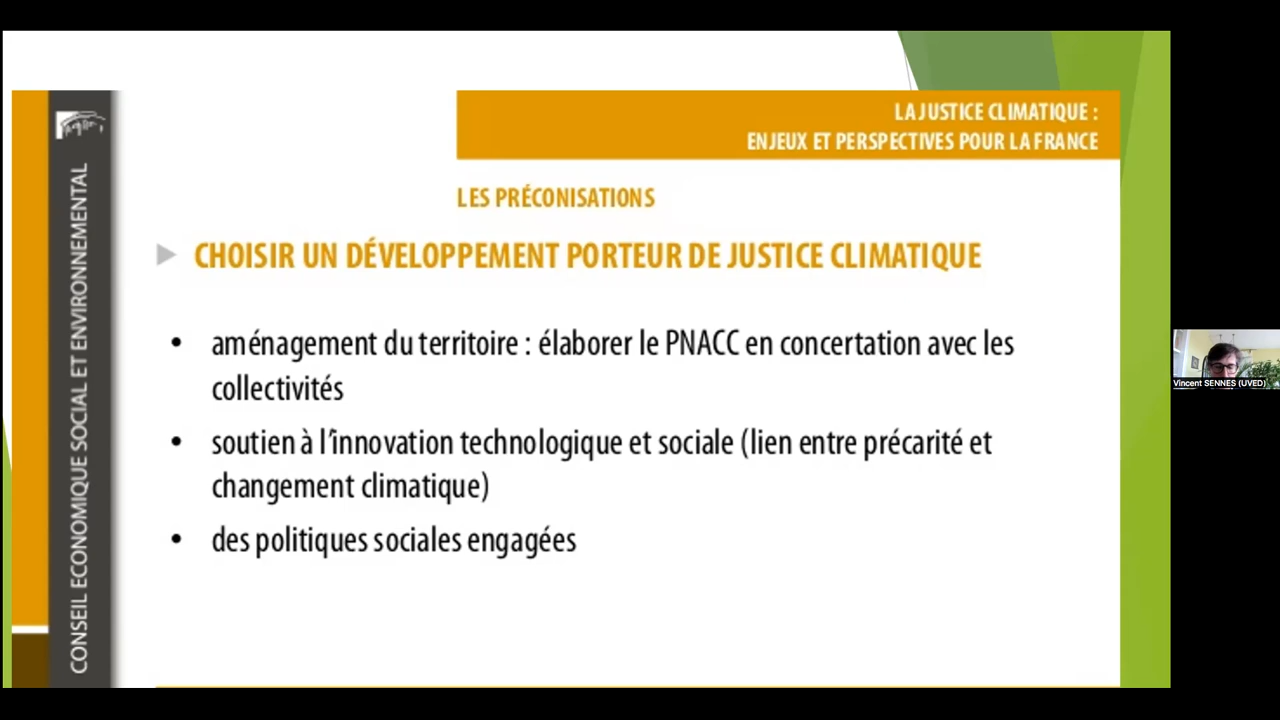 LA JUSTICE CLIMATIQUE :
ENJEUX ET PERSPECTIVES POUR LA FRANCE
LES PRÉCONISATIONS
CHOISIR UN DÉVELOPPEMENT PORTEUR DE JUSTICE CLIMATIQUE
• aménagement du territoire : élaborer le PNACC en concertation avec les
collectivités
• soutien à l'innovation technologique et sociale (lien entre précarité et
changement climatique)
• des politiques sociales engagées
CONSEIL ECONOMIQUE SOCIAL ET ENVIRONNEMENTAL
Vincent SENNES (UVED)